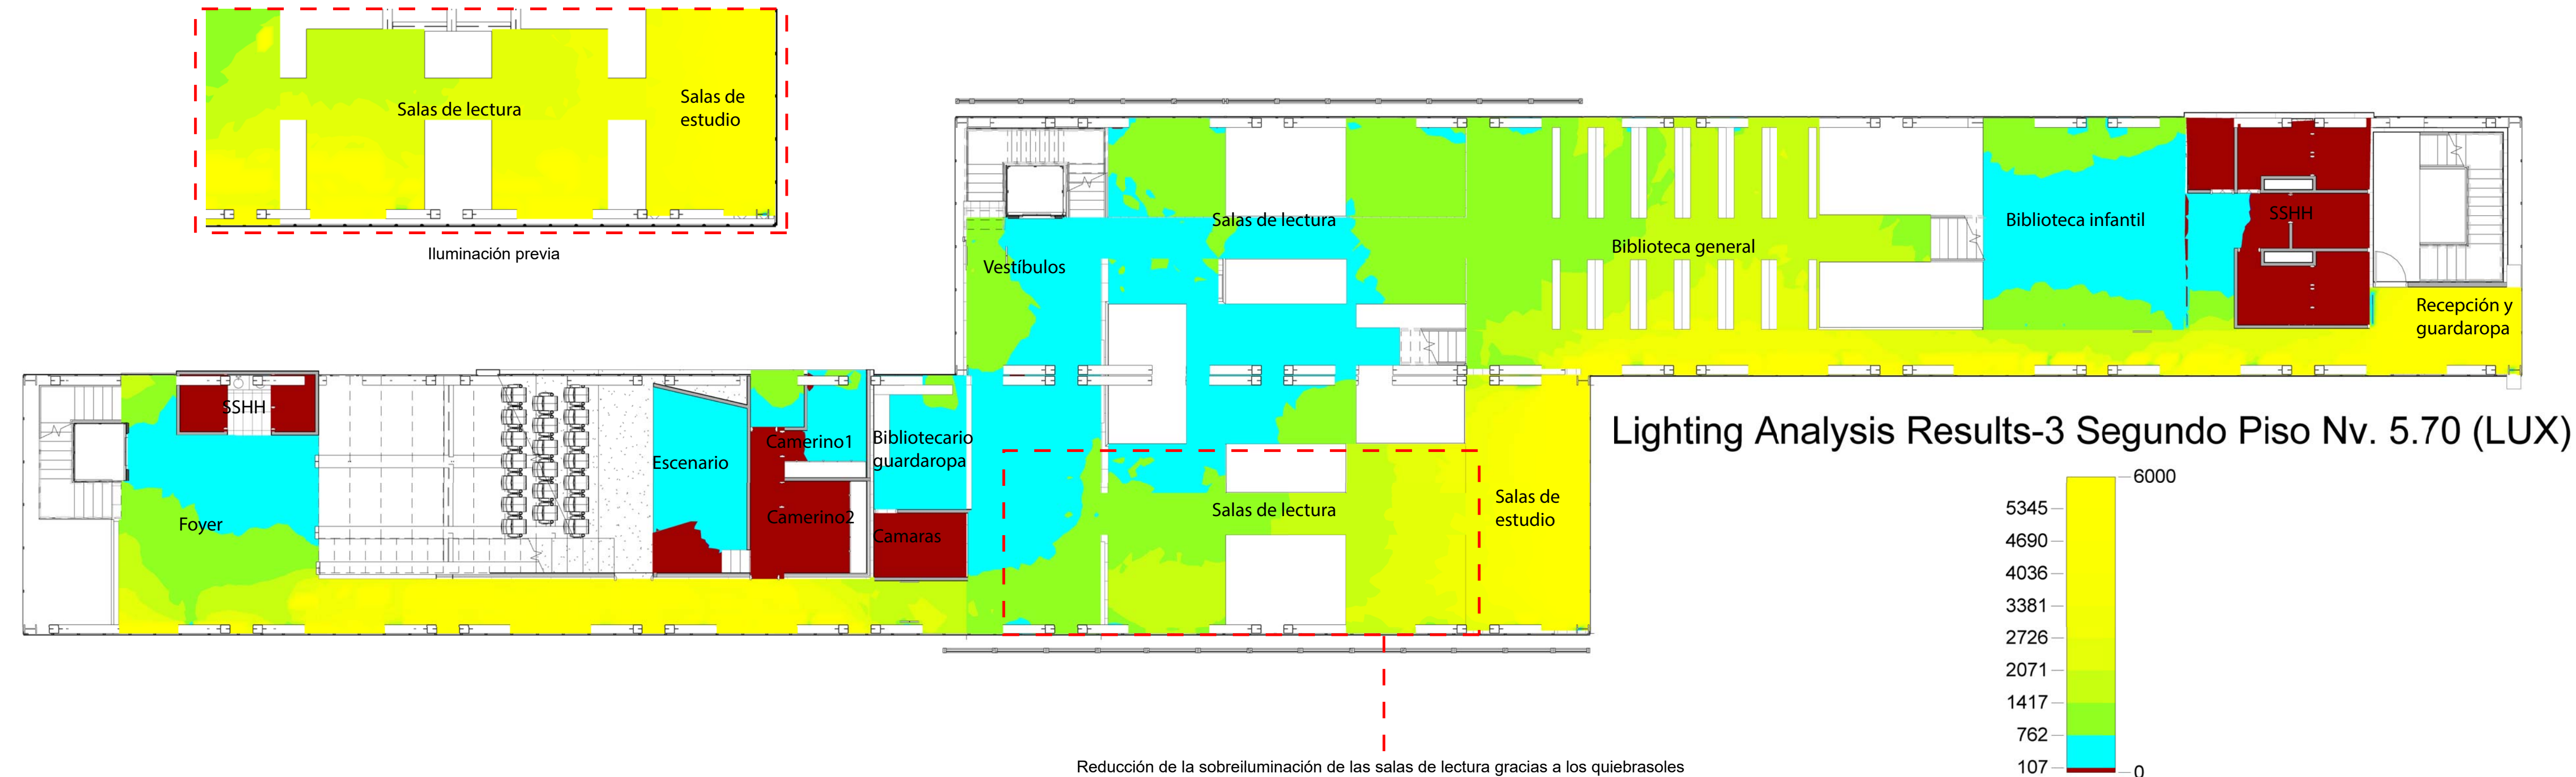 Salas de lectura
Salas de
estudio
Iluminación previa
Salas de lectura
Vestíbulos
Biblioteca general
Biblioteca infantil
SSHH
Recepción y
guardaropa
SSHH
Foyer
Escenario
Camerino1
Camerino2
Bibliotecario
guardaropa
Camaras
Salas de lectura
Salas de
estudio
Lighting Analysis Results-3 Segundo Piso Nv. 5.70 (LUX)
6000
5345
4690
4036
3381
2726
2071
1417
762
107
0
Reducción de la sobreiluminación de las salas de lectura gracias a los quiebrasoles